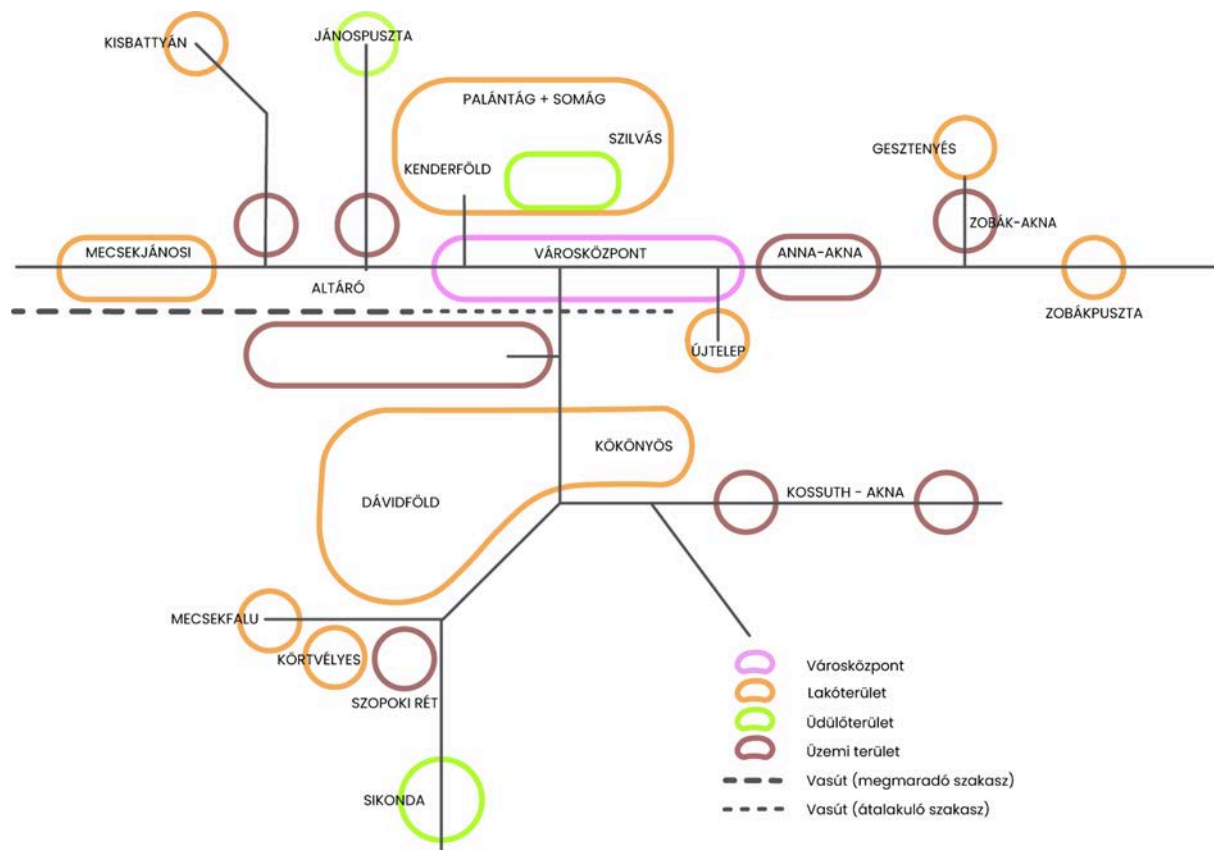 KISBATTYÁN
JÁNOSPUSZTA
PALÁNTÁG + SOMÁG
SZILVÁS
KENDERFÖLD
GESZTENYÉS
ZOBÁK-AKNA
MECSEKJÁNOSI
VÁROSKÖZPONT
ANNA-AKNA
ALTÁRÓ
ZOBÁKPUSZTA
ÚJTELEP
KÖKÖNYÖS
DÁVIDFÖLD
KOSSUTH - AKNA
MECSEKFALU
KÖRTVÉLYES
SZOPOKI RÉT
SIKONDA
Városközpont
Lakóterület
Üdülőterület
Üzemi terület
Vasút (megmaradó szakasz)
Vasút (átalakuló szakasz)